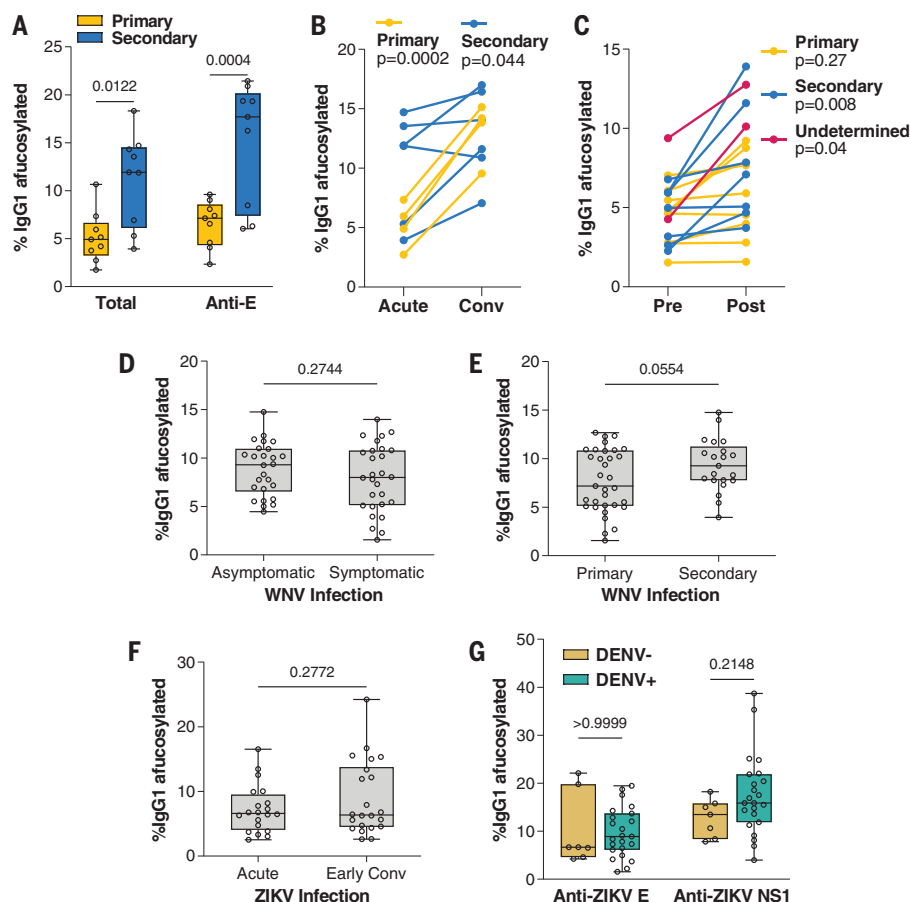 A
Primary
Secondary
% IgG1 afucosylated
25
20
15
10
5
0
0.0122
0.0004
Total
Anti-E
B
Primary
p=0.0002
Secondary
p=0.044
% IgG1 afucosylated
20
15
10
5
0
Acute
Conv
C
% IgG1 afucosylated
15
10
5
0
Pre
Post
Primary
p=0.27
Secondary
p=0.008
Undetermined
p=0.04
D
%IgG1 afucosylated
20
15
10
5
0
0.2744
Asymptomatic
Symptomatic
WNV Infection
E
%IgG1 afucosylated
20
15
10
5
0
0.0554
Primary
Secondary
WNV Infection
F
%IgG1 afucosylated
30
20
10
0
0.2772
Acute
Early Conv
ZIKV Infection
G
%IgG1 afucosylated
50
40
30
20
10
0
DENV-
DENV+
>0.9999
0.2148
Anti-ZIKV E
Anti-ZIKV NS1